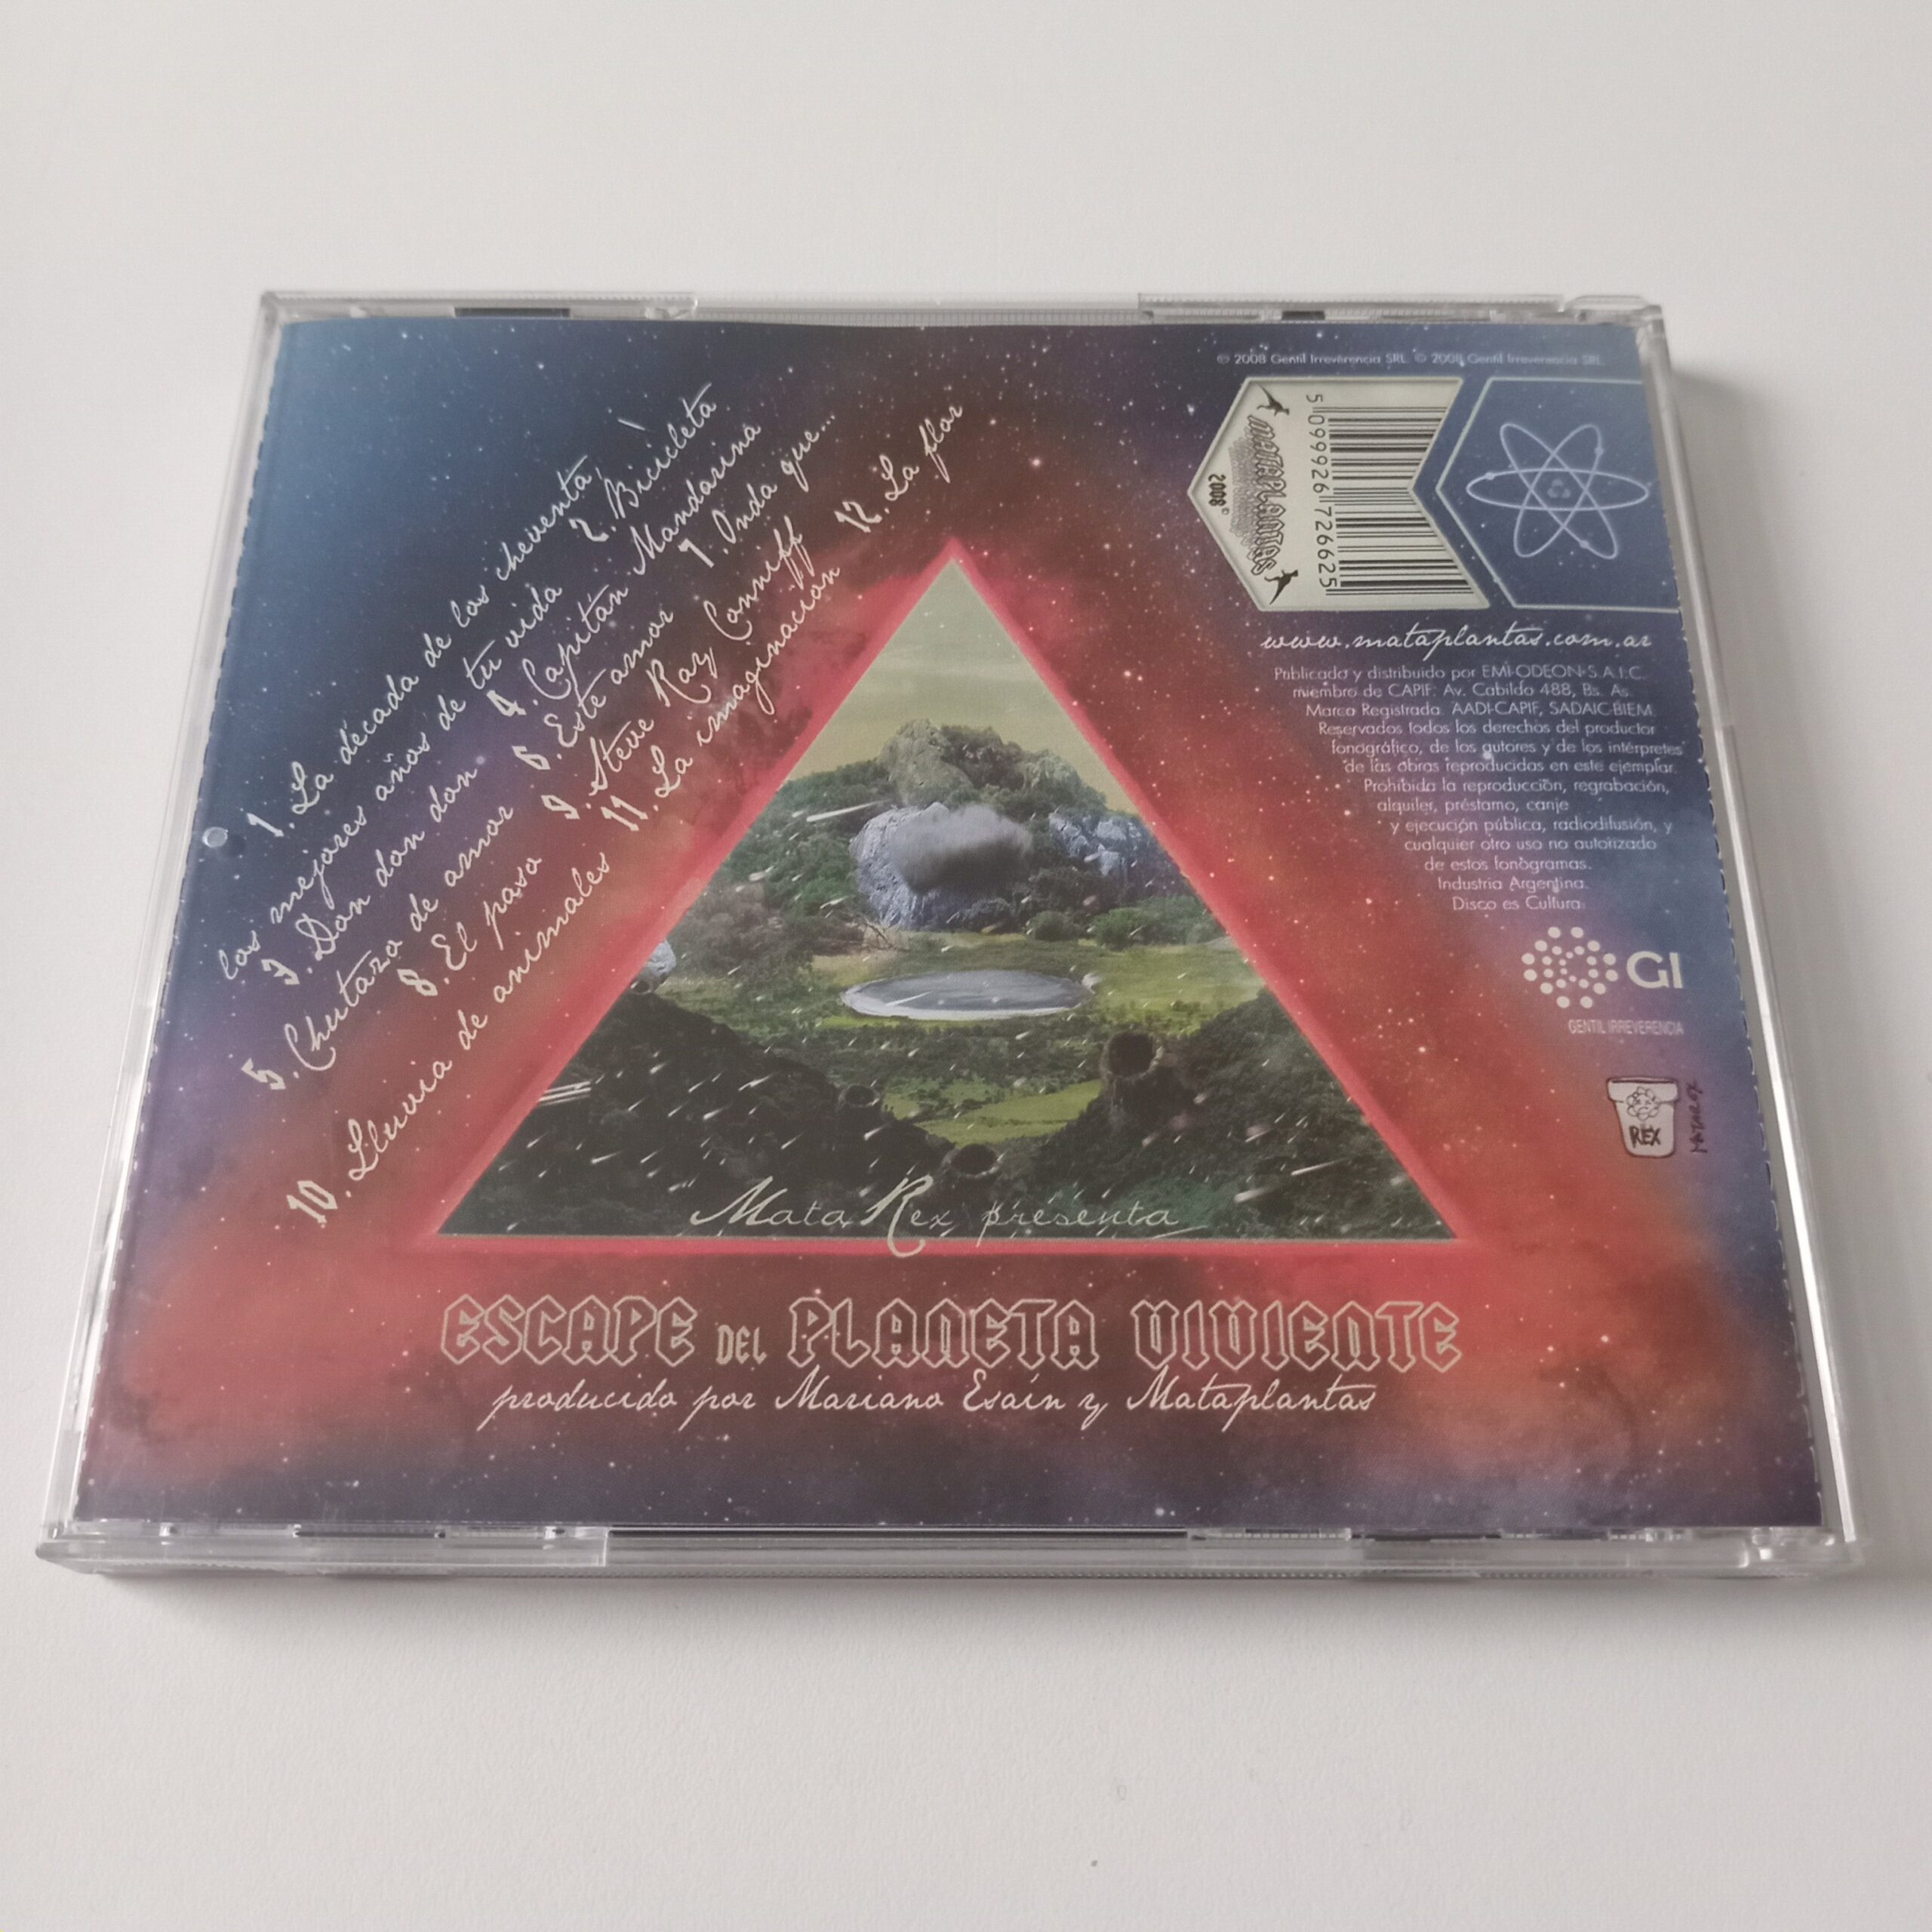 1. La década de las cheventa,
los mejores años de tu vida 2. Bicicleta
3. Don don don 4. Capitán Mandarina
5. Chutazo de amor 6. Este amor 7. Onda que...
8. El paso 9. Steve Ray Conniff
10. Lluvia de animales 11. La imaginación 12. La flor
℗ 2008 Gentil Irreverencia SRL. © 2008 Gentil Irreverencia SRL.
MATAPLANTAS
2008©
5 099926 726625
www.mataplantas.com.ar
Publicado y distribuido por EMI-ODEON-S.A.I.C.
miembro de CAPIF: Av. Cabildo 488, Bs. As.
Marca Registrada. AADI-CAPIF, SADAIC-BIEM.
Reservados todos los derechos del productor
fonográfico, de los autores y de los intérpretes
de las obras reproducidas en este ejemplar.
Prohibida la reproducción, regrabación,
alquiler, préstamo, canje
y ejecución pública, radiodifusión, y
cualquier otro uso no autorizado
de estos fonogramas.
Industria Argentina.
Disco es Cultura.
GI
GENTIL IRREVERENCIA
REX
MATAREX
Mata Rex presenta
ESCAPE DEL PLANETA VIVIENTE
producido por Mariano Esaín y Mataplantas